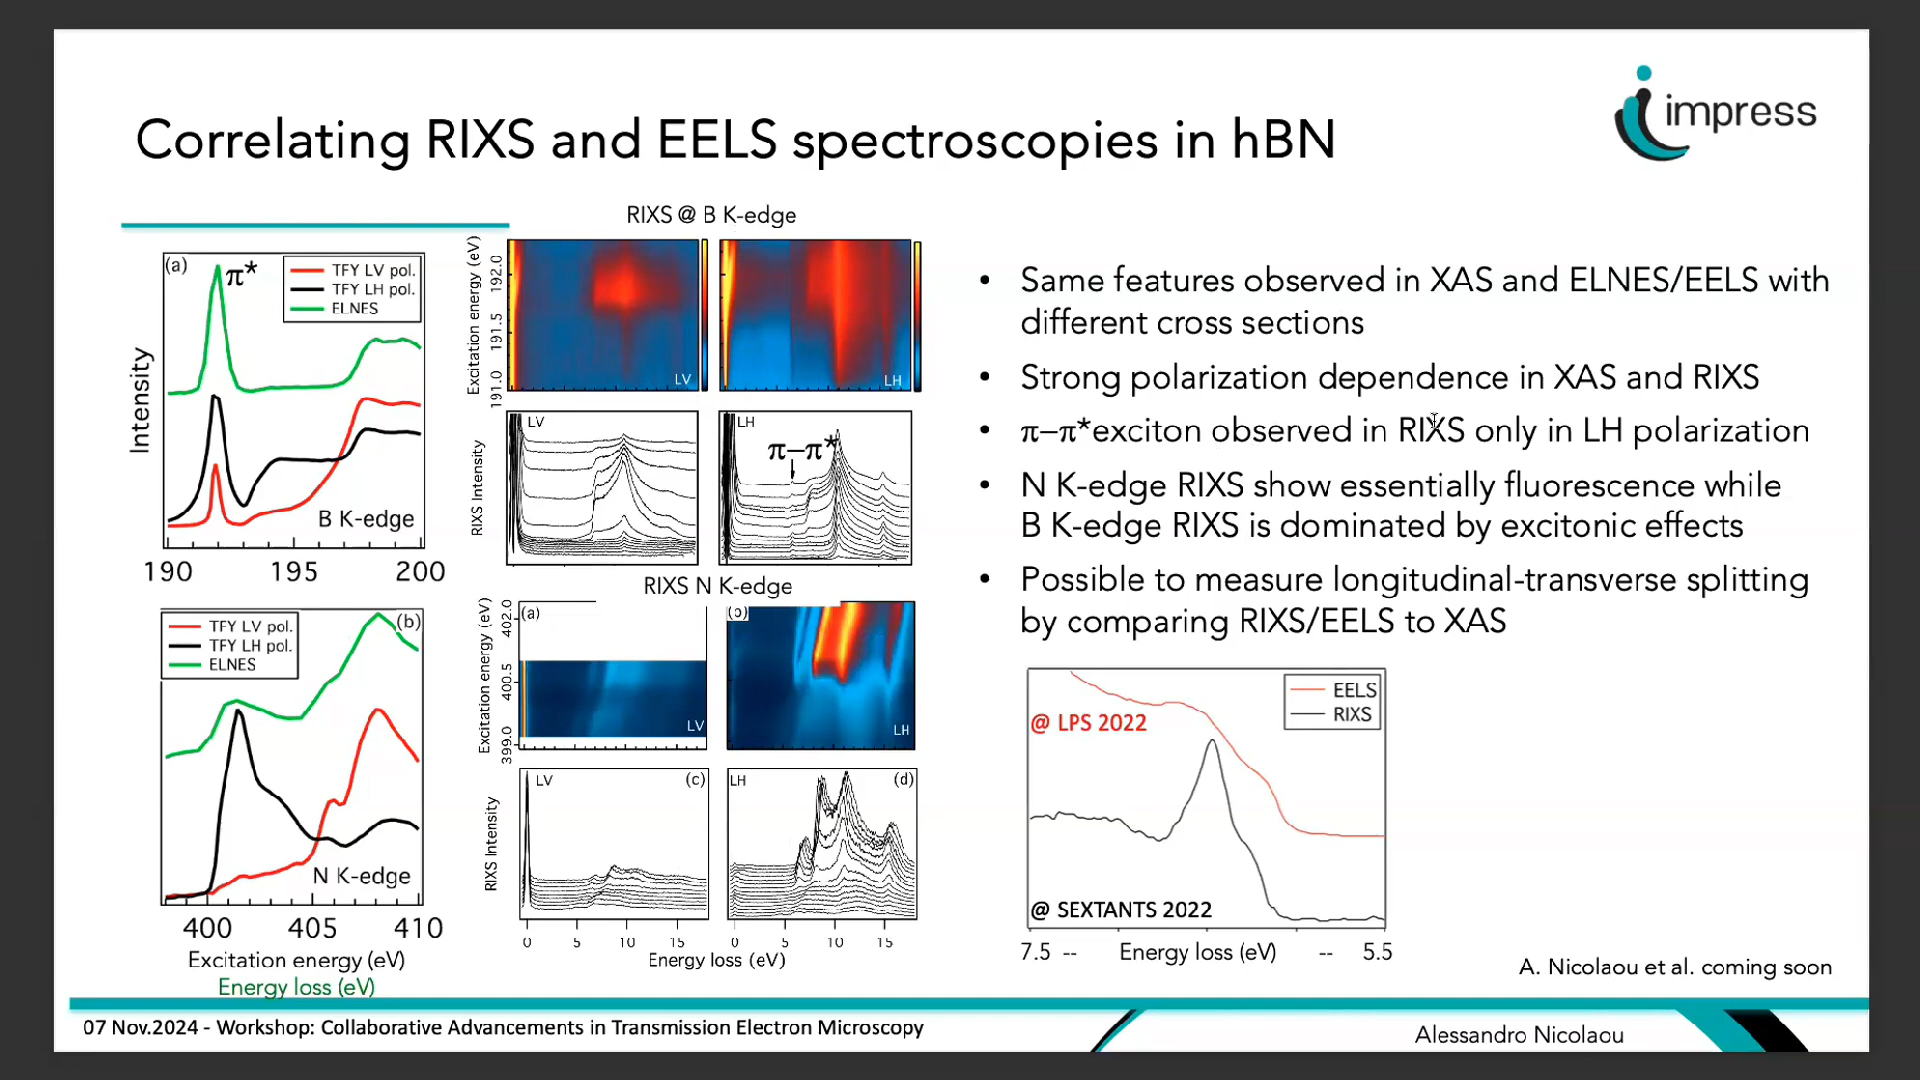 impress
Correlating RIXS and EELS spectroscopies in hBN
RIXS @ B K-edge
(a)
π*
TFY LV pol.
TFY LH pol.
ELNES
Intensity
B K-edge
190 195 200
Excitation energy (eV)
191.0 191.5 192.0
LV
LH
RIXS Intensity
LV
LH
π–π*
RIXS N K-edge
(b)
TFY LV pol.
TFY LH pol.
ELNES
N K-edge
400 405 410
Excitation energy (eV)
Energy loss (eV)
Excitation energy (eV)
399.0 400.5 402.0
(a)
LV
(b)
LH
RIXS Intensity
LV
(c)
LH
(d)
0 5 10 15
0 5 10 15
Energy loss (eV)
• Same features observed in XAS and ELNES/EELS with
different cross sections
• Strong polarization dependence in XAS and RIXS
• π–π*exciton observed in RIXS only in LH polarization
• N K-edge RIXS show essentially fluorescence while
B K-edge RIXS is dominated by excitonic effects
• Possible to measure longitudinal-transverse splitting
by comparing RIXS/EELS to XAS
EELS
RIXS
@ LPS 2022
@ SEXTANTS 2022
7.5 -- Energy loss (eV) -- 5.5
A. Nicolaou et al. coming soon
07 Nov.2024 - Workshop: Collaborative Advancements in Transmission Electron Microscopy
Alessandro Nicolaou